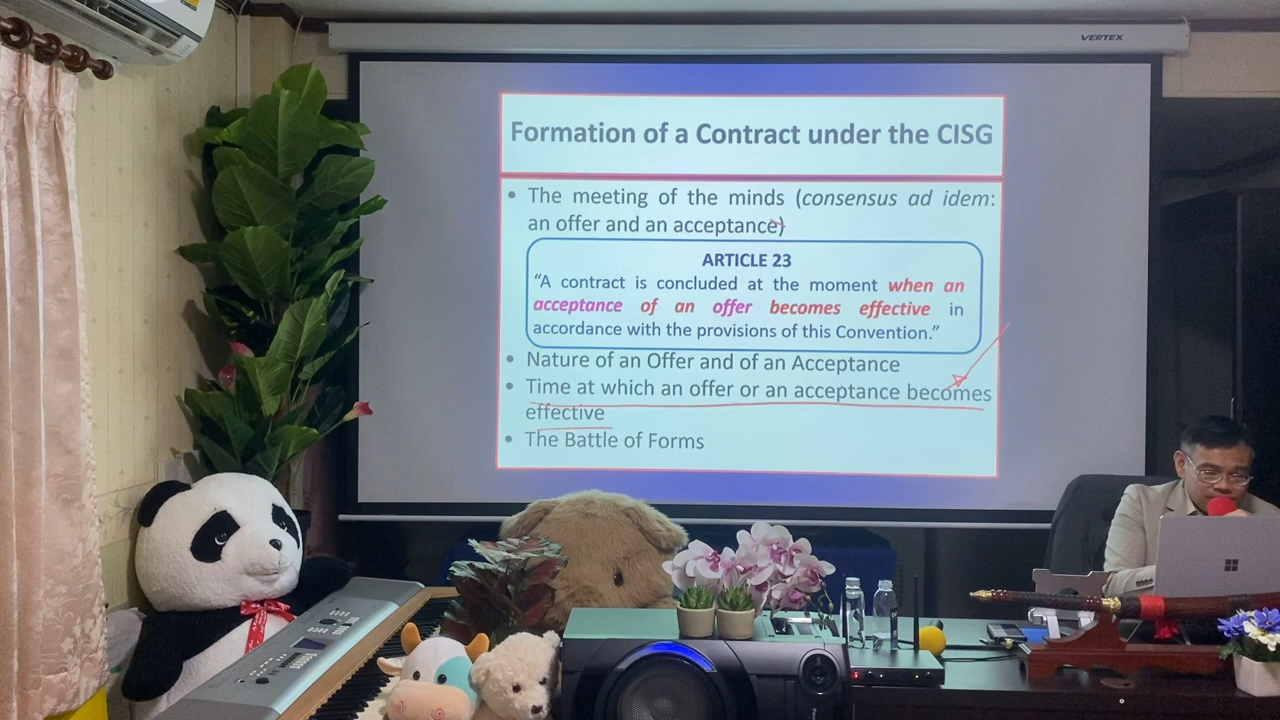 VERTEX
Formation of a Contract under the CISG
• The meeting of the minds (consensus ad idem:
an offer and an acceptance)
ARTICLE 23
“A contract is concluded at the moment when an
acceptance of an offer becomes effective in
accordance with the provisions of this Convention.”
• Nature of an Offer and of an Acceptance
• Time at which an offer or an acceptance becomes
effective
• The Battle of Forms